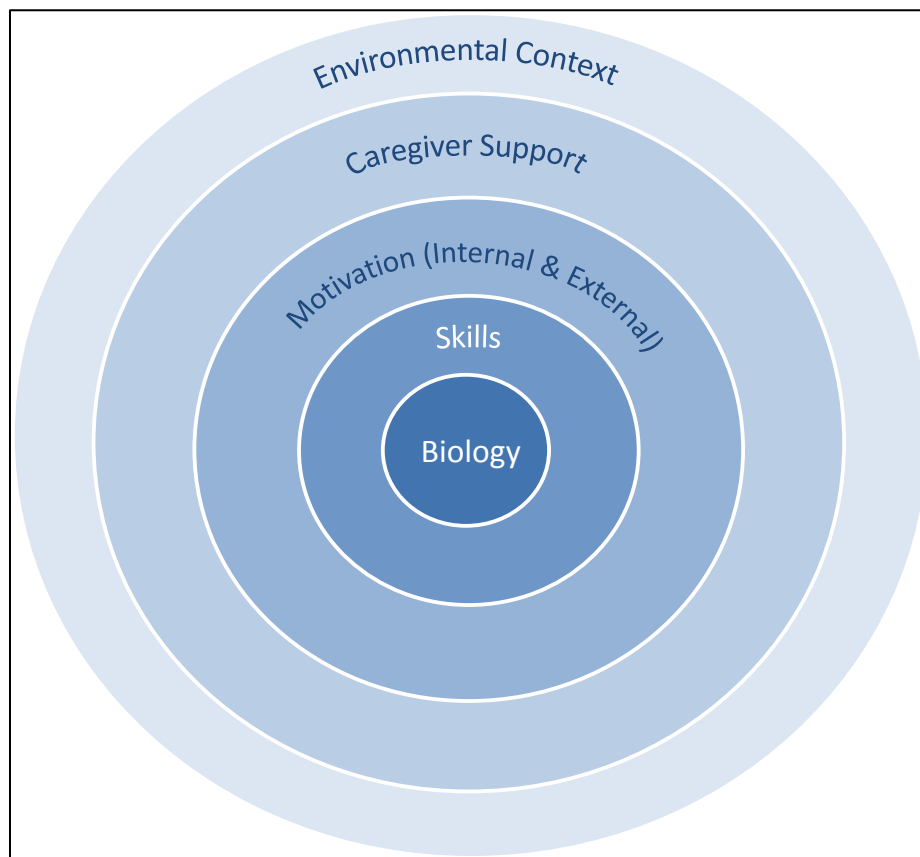 Environmental Context
Caregiver Support
Motivation (Internal & External)
Skills
Biology